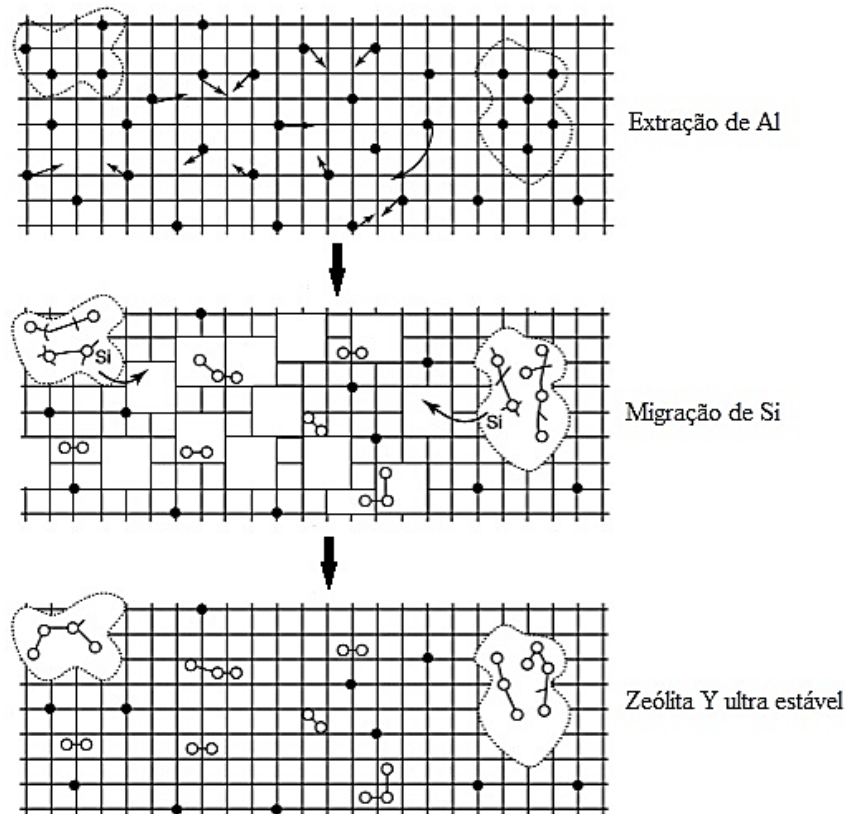 Extração de Al
Si
Si
Migração de Si
Zeólita Y ultra estável